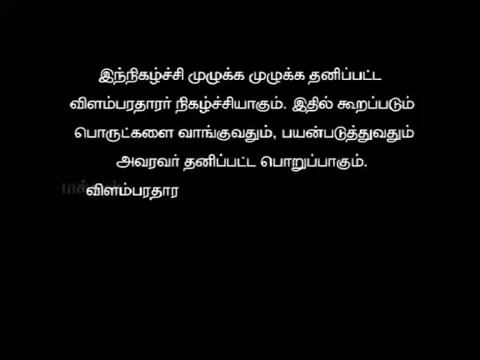 இந்நிகழ்ச்சி முழுக்க முழுக்க தனிப்பட்ட
விளம்பரதாரர் நிகழ்ச்சியாகும். இதில் கூறப்படும்
பொருட்களை வாங்குவதும், பயன்படுத்துவதும்
அவரவர் தனிப்பட்ட பொறுப்பாகும்.
விளம்பரதார